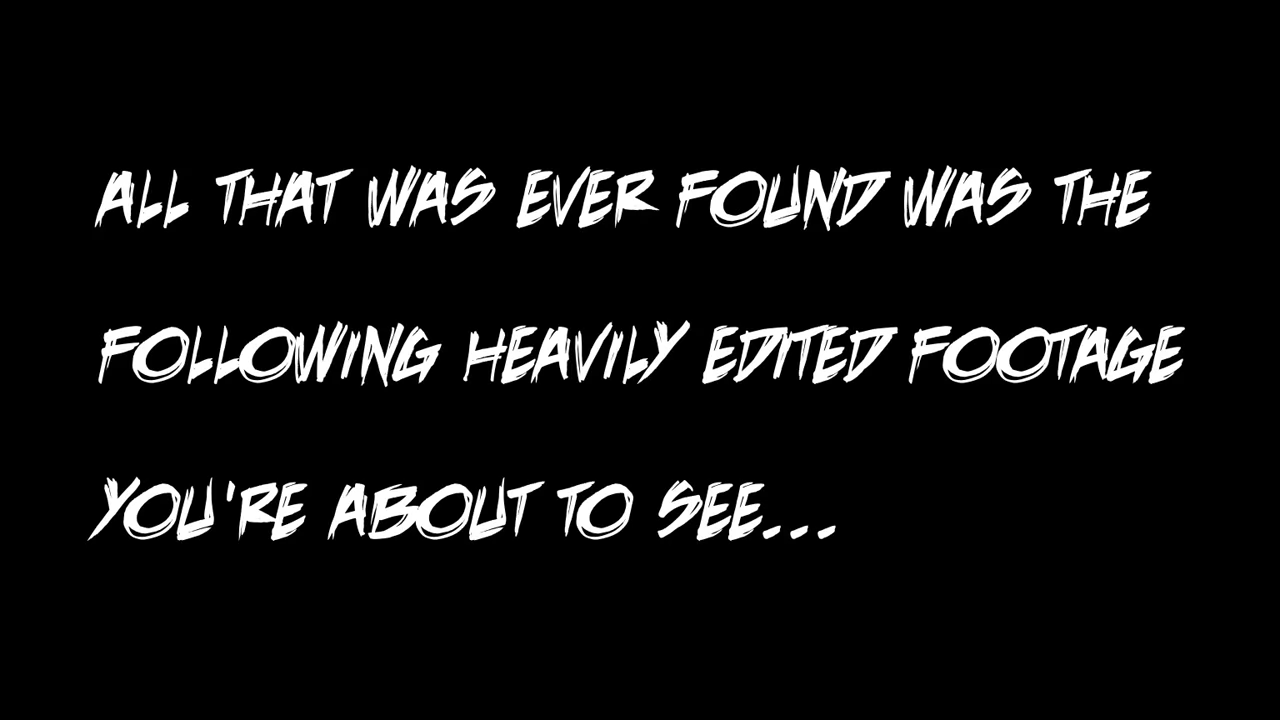 ALL THAT WAS EVER FOUND WAS THE
FOLLOWING HEAVILY EDITED FOOTAGE
YOU'RE ABOUT TO SEE...